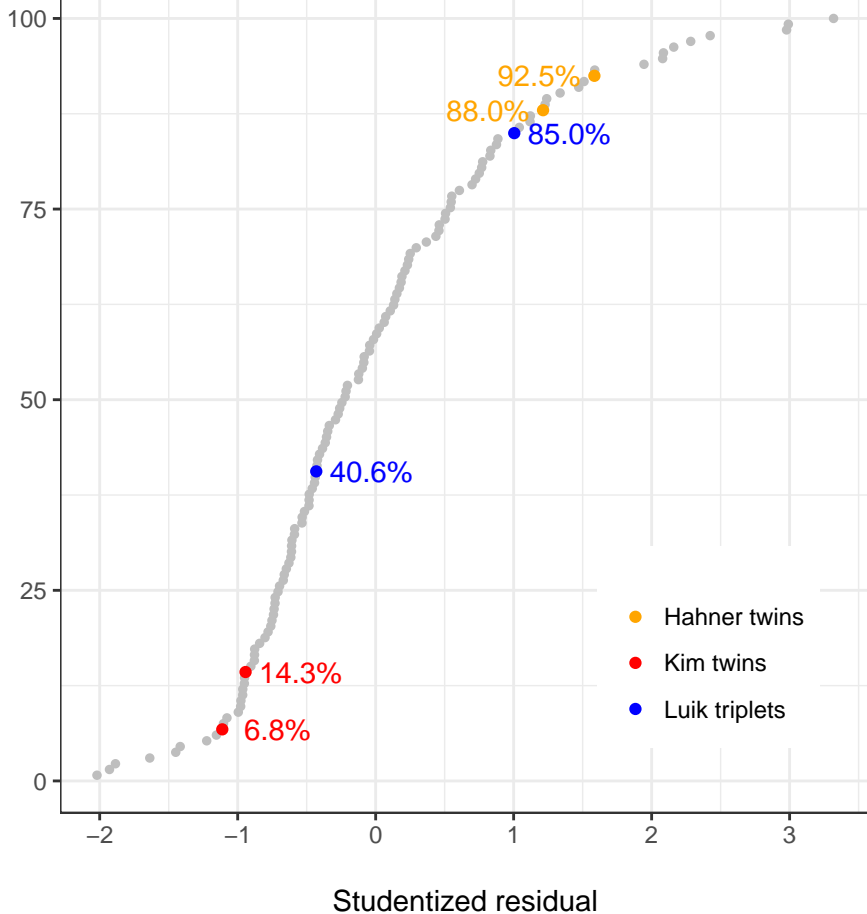 100
92.5%
88.0%
85.0%
75
50
40.6%
25
Hahner twins
Kim twins
14.3%
Luik triplets
6.8%
0
−2 −1 0 1 2 3
Studentized residual